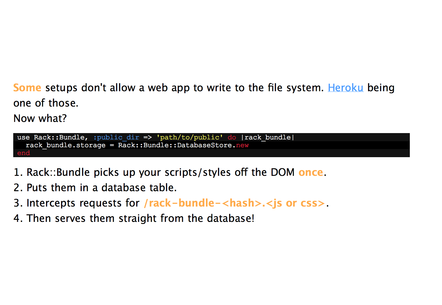 Some setups don't allow a web app to write to the file system. Heroku being
one of those.
Now what?
use Rack::Bundle, :public_dir => 'path/to/public' do |rack_bundle|
  rack_bundle.storage = Rack::Bundle::DatabaseStore.new
end
1. Rack::Bundle picks up your scripts/styles off the DOM once.
2. Puts them in a database table.
3. Intercepts requests for /rack-bundle-<hash>.<js or css>.
4. Then serves them straight from the database!